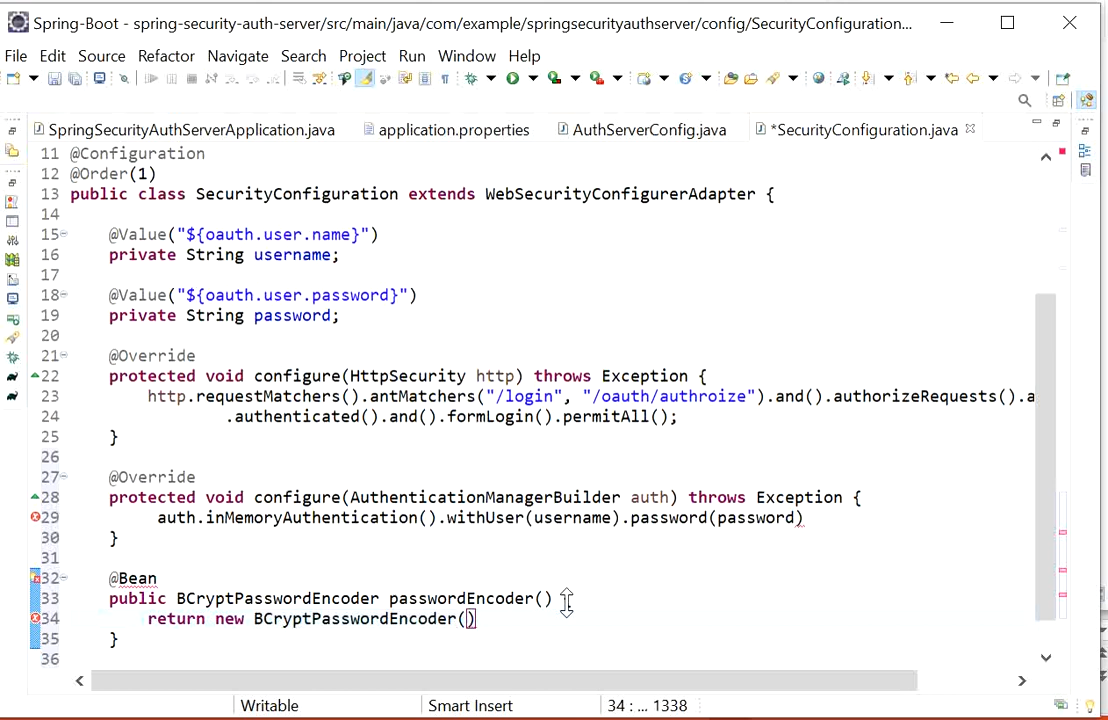 Spring-Boot - spring-security-auth-server/src/main/java/com/example/springsecurityauthserver/config/SecurityConfiguration...
File Edit Source Refactor Navigate Search Project Run Window Help
SpringSecurityAuthServerApplication.java application.properties AuthServerConfig.java *SecurityConfiguration.java
11 @Configuration
12 @Order(1)
13 public class SecurityConfiguration extends WebSecurityConfigurerAdapter {
14
15 @Value("${oauth.user.name}")
16 private String username;
17
18 @Value("${oauth.user.password}")
19 private String password;
20
21 @Override
22 protected void configure(HttpSecurity http) throws Exception {
23 http.requestMatchers().antMatchers("/login", "/oauth/authroize").and().authorizeRequests().a
24 .authenticated().and().formLogin().permitAll();
25 }
26
27 @Override
28 protected void configure(AuthenticationManagerBuilder auth) throws Exception {
29 auth.inMemoryAuthentication().withUser(username).password(password)
30 }
31
32 @Bean
33 public BCryptPasswordEncoder passwordEncoder()
34 return new BCryptPasswordEncoder()
35 }
36
Writable Smart Insert 34 : ... 1338